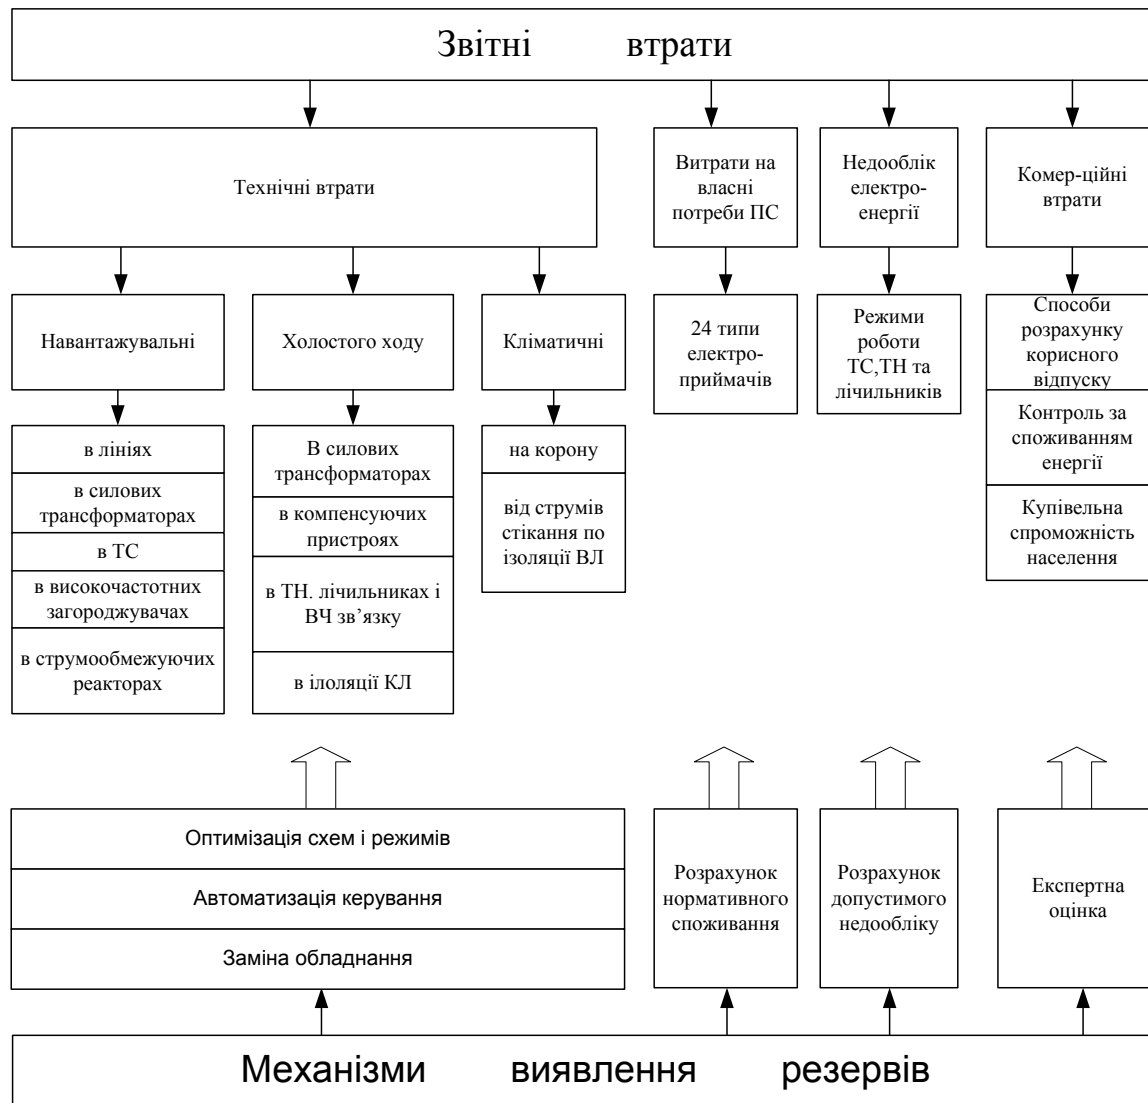 Звітні втрати
Технічні втрати
Витрати на
власні
потреби ПС
Недооблік
електро-
енергії
Комер-ційні
втрати
Навантажувальні
Холостого ходу
Кліматичні
24 типи
електро-
приймачів
Режими
роботи
ТС,ТН та
лічильників
Способи
розрахунку
корисного
відпуску
Контроль за
споживанням
енергії
Купівельна
спроможність
населення
в лініях
в силових
трансформаторах
в ТС
в високочастотних
загороджувачах
в струмообмежуючих
реакторах
В силових
трансформаторах
в компенсуючих
пристроях
в ТН. лічильниках і
ВЧ зв’язку
в ілоляції КЛ
на корону
від струмів
стікання по
ізоляції ВЛ
Оптимізація схем і режимів
Автоматизація керування
Заміна обладнання
Розрахунок
нормативного
споживання
Розрахунок
допустимого
недообліку
Експертна
оцінка
Механізми виявлення резервів